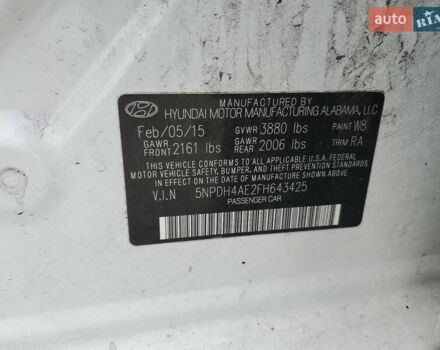 auto RIA
MANUFACTURED BY
HYUNDAI MOTOR MANUFACTURING ALABAMA, LLC
Feb/05/15 GVWR 3880 lbs PAINT W8
GAWR FRONT 2161 lbs GAWR REAR 2006 lbs TRIM RA
THIS VEHICLE CONFORMS TO ALL APPLICABLE U.S.A. FEDERAL
MOTOR VEHICLE SAFETY, BUMPER, AND THEFT PREVENTION STANDARDS
IN EFFECT ON THE DATE OF MANUFACTURE SHOWN ABOVE.
V.I.N 5NPDH4AE2FH643425
PASSENGER CAR